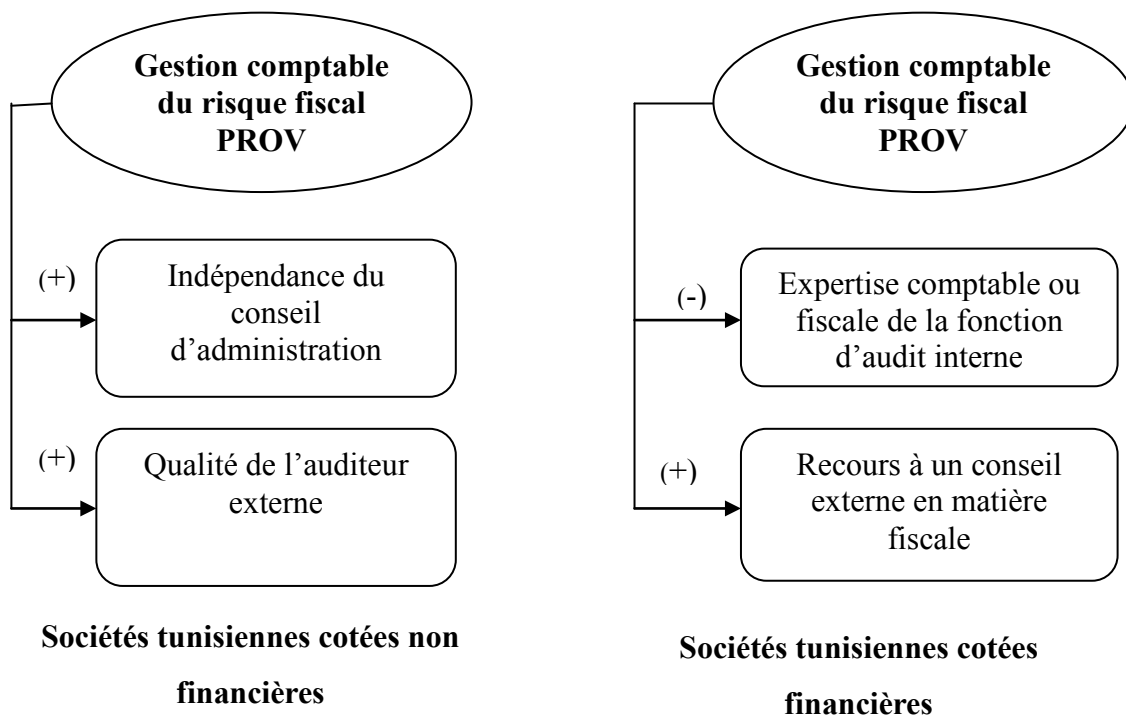 Gestion comptable
du risque fiscal
PROV
(+)
Indépendance du
conseil
d’administration
(+)
Qualité de l’auditeur
externe
Sociétés tunisiennes cotées non
financières
Gestion comptable
du risque fiscal
PROV
(-)
Expertise comptable ou
fiscale de la fonction
d’audit interne
(+)
Recours à un conseil
externe en matière
fiscale
Sociétés tunisiennes cotées
financières